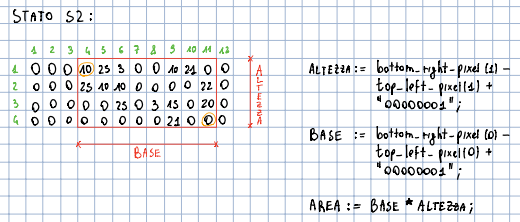 STATO S2:
1 2 3 4 5 6 7 8 9 10 11 12
1 0 0 0 10 25 3 0 0 10 21 0 0
2 0 0 0 25 10 10 0 0 0 0 22 0
3 0 0 0 0 0 25 0 3 15 0 20 0
4 0 0 0 0 0 0 0 0 21 0 0 0
ALTEZZA
BASE
ALTEZZA := bottom_right_pixel(1) -
top_left_pixel(1) +
"00000001";
BASE := bottom_right_pixel(0) -
top_left_pixel(0) +
"00000001";
AREA := BASE * ALTEZZA;